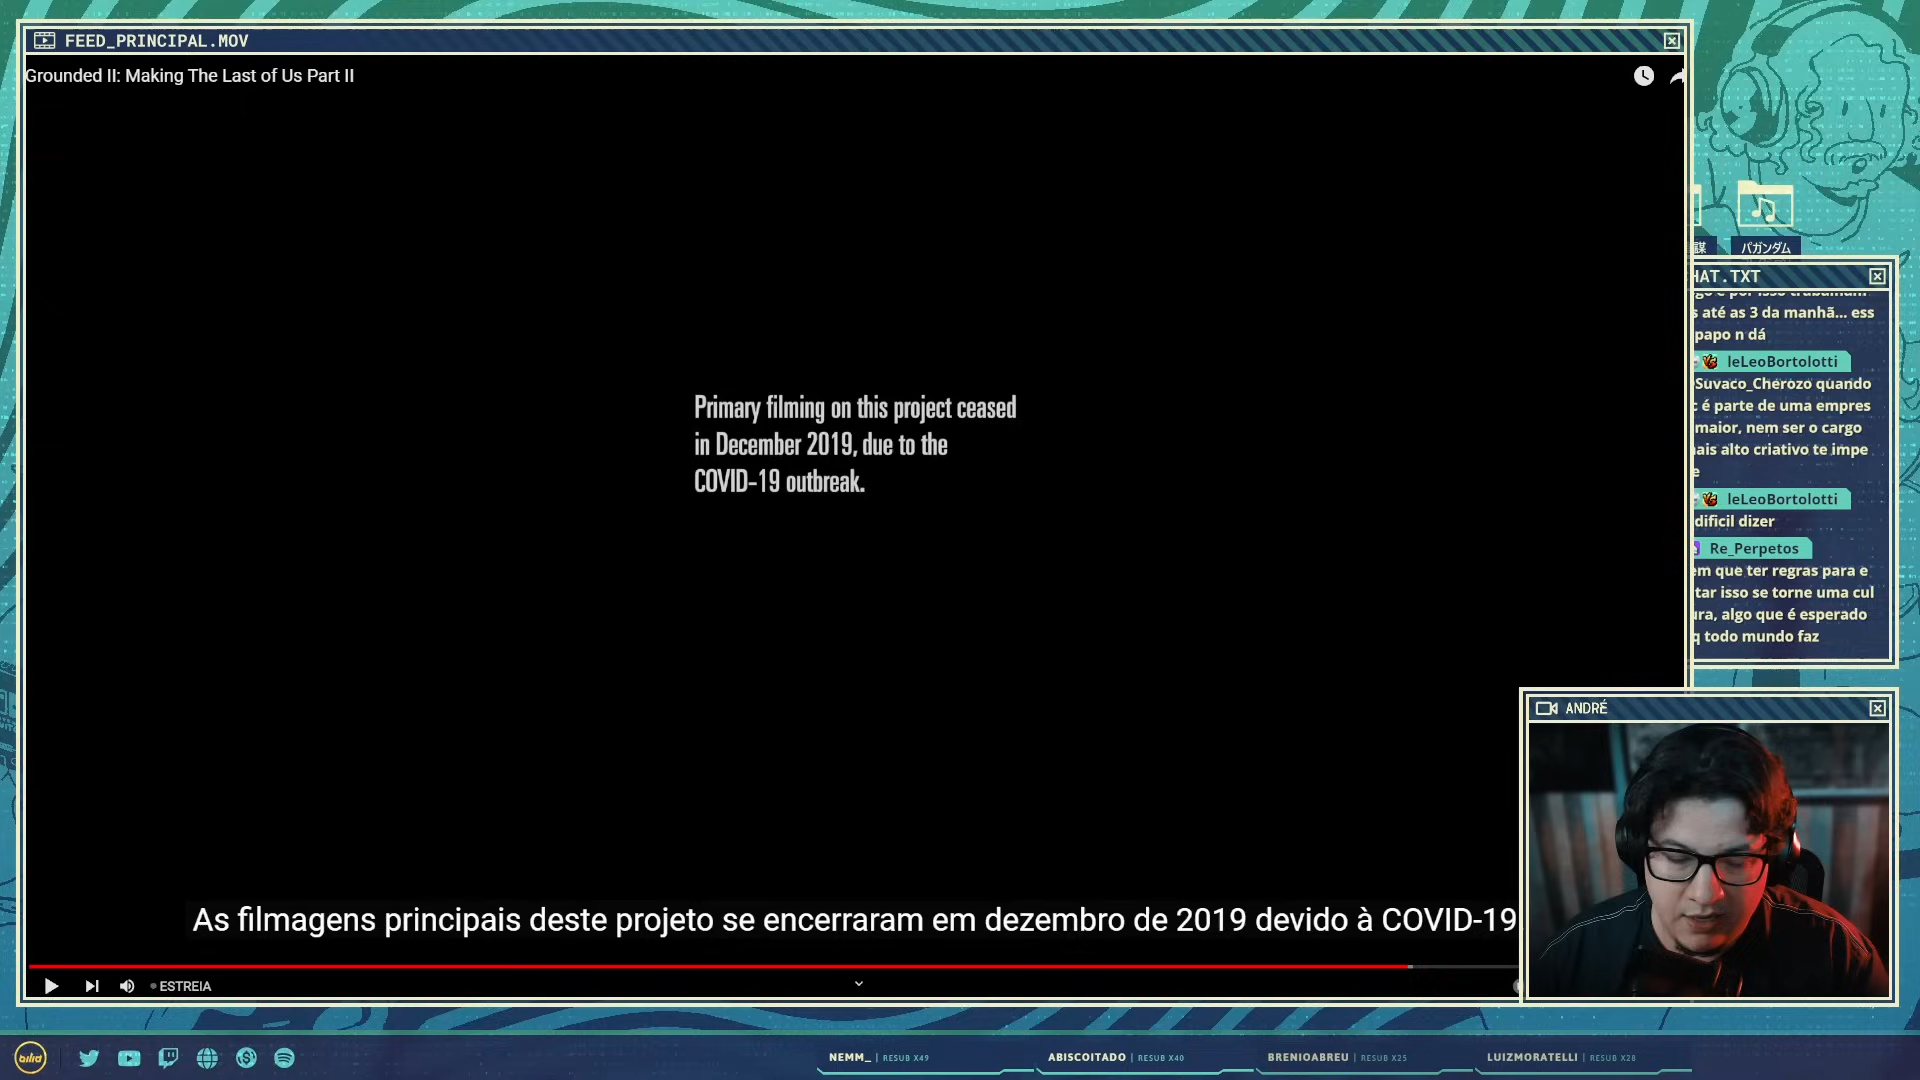 FEED_PRINCIPAL.MOV
Grounded II: Making The Last of Us Part II
パガンダム
HAT.TXT
s até as 3 da manhã... ess
papo n dá
leLeoBortolotti
Suvaco_Cherozo quando
é parte de uma empres
maior, nem ser o cargo
ais alto criativo te impe
e
leLeoBortolotti
dificil dizer
Re_Perpetos
em que ter regras para e
tar isso se torne uma cul
ura, algo que é esperado
q todo mundo faz
Primary filming on this project ceased
in December 2019, due to the
COVID-19 outbreak.
ANDRÉ
As filmagens principais deste projeto se encerraram em dezembro de 2019 devido à COVID-19
ESTREIA
NEMM_ | RESUB X49
ABISCOITADO | RESUB X40
BRENIOABREU | RESUB X25
LUIZMORATELLI | RESUB X28